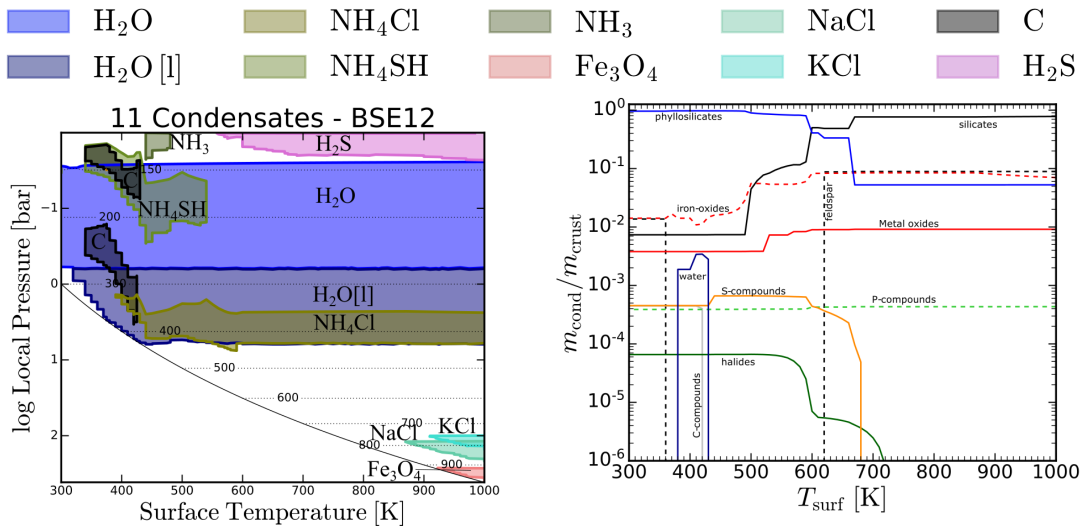 H₂O
NH₄Cl
NH₃
NaCl
C
H₂O [l]
NH₄SH
Fe₃O₄
KCl
H₂S
11 Condensates - BSE12
NH₃
H₂S
150
C
H₂O
NH₄SH
200
C
300
H₂O[l]
NH₄Cl
400
500
600
700
KCl
NaCl
800
900
Fe₃O₄
log Local Pressure [bar]
−1
0
1
2
300
400
500
600
700
800
900
1000
Surface Temperature [K]
10⁰
10⁻¹
10⁻²
10⁻³
10⁻⁴
10⁻⁵
10⁻⁶
m_cond/m_crust
phyllosilicates
silicates
iron-oxides
feldspar
Metal oxides
water
S-compounds
P-compounds
halides
C-compounds
300
400
500
600
700
800
900
1000
T_surf [K]